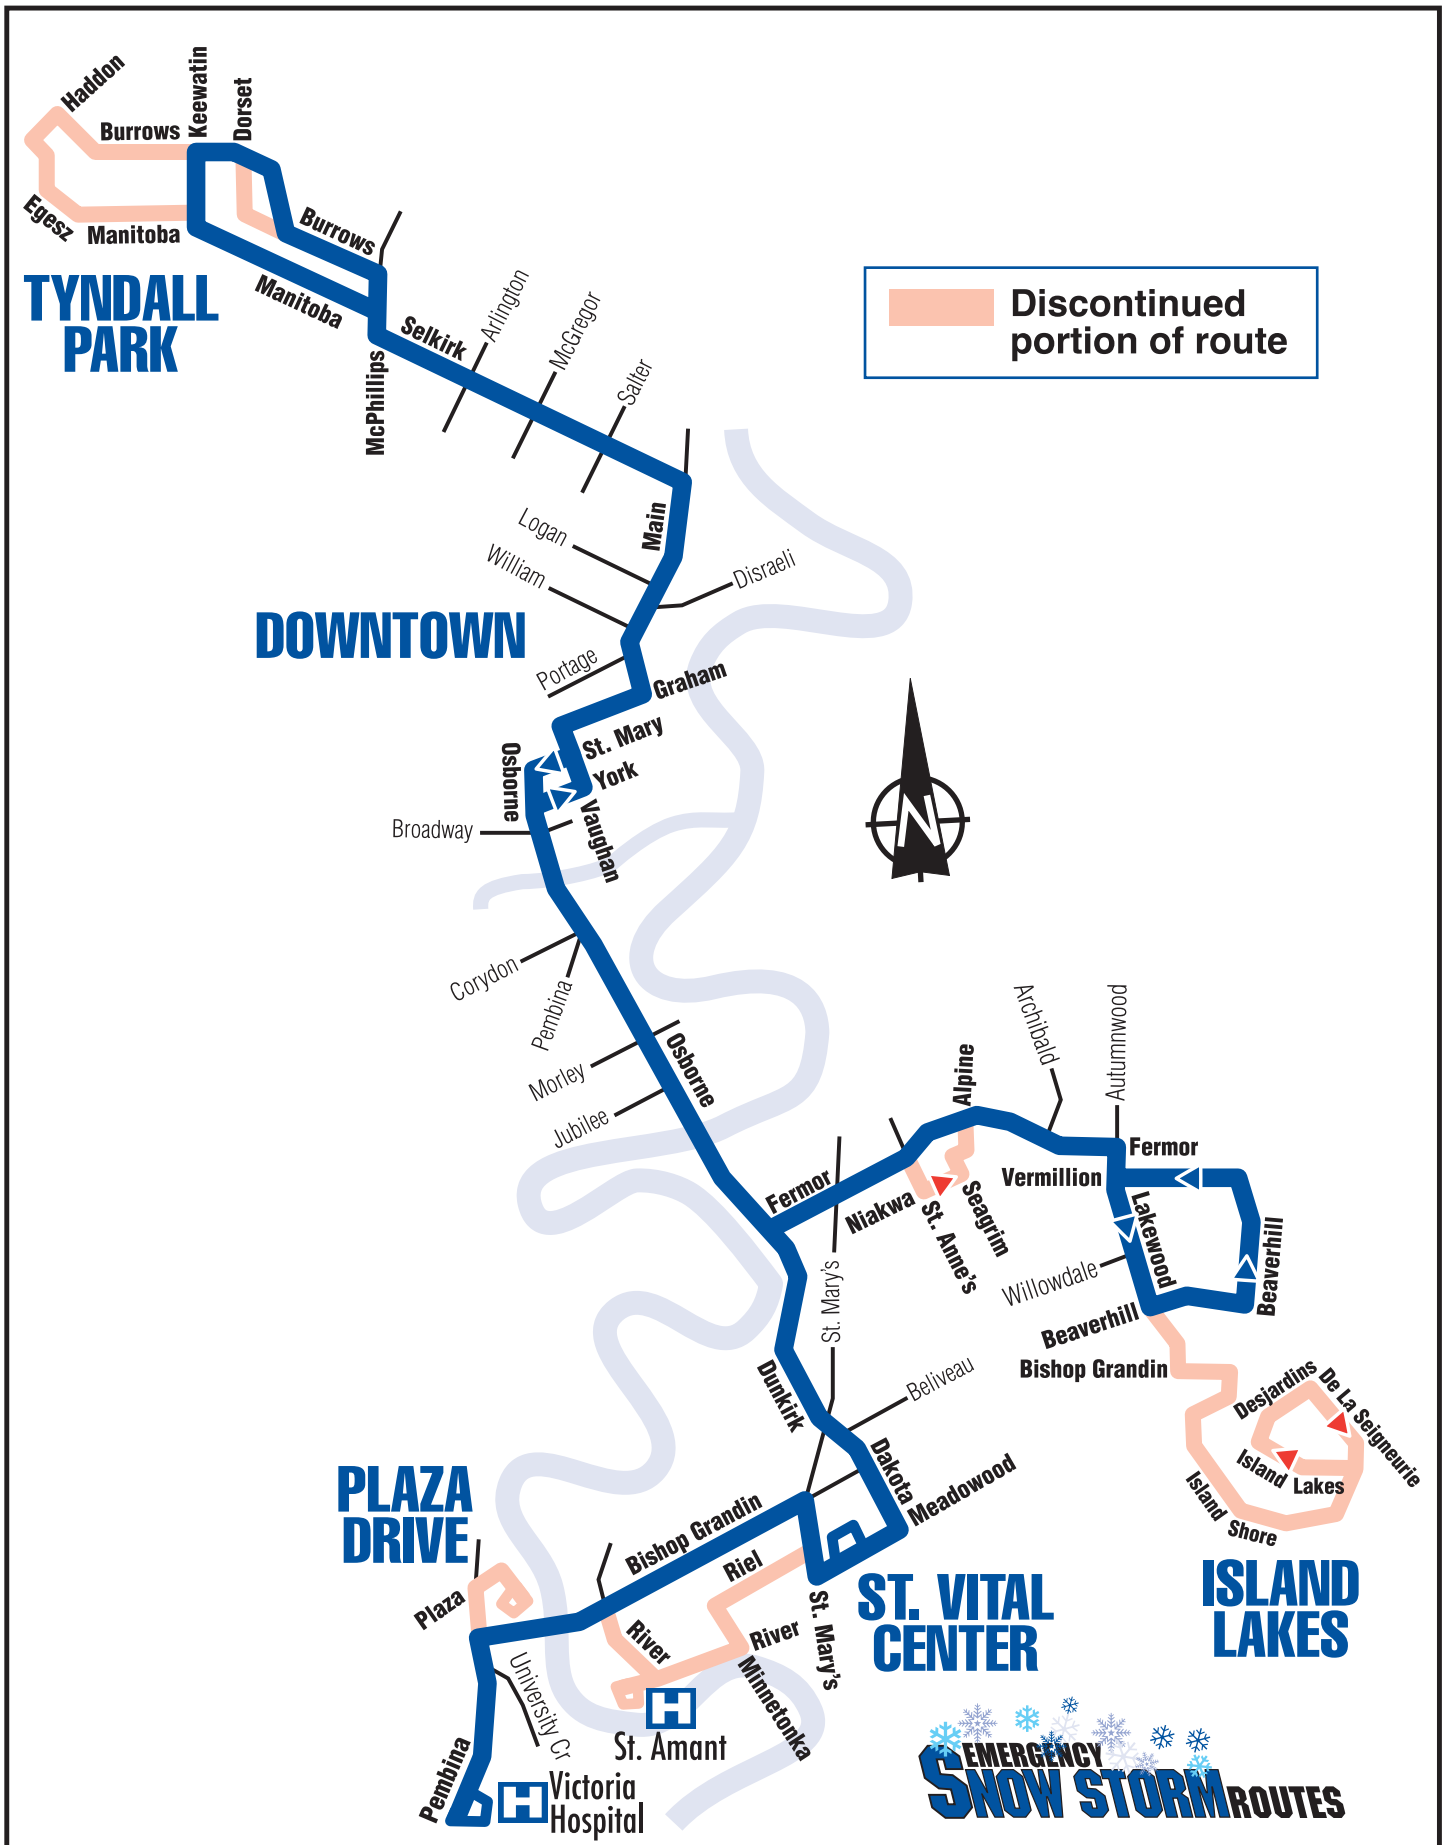 Haddon
Burrows
Keewatin
Dorset
Egesz
Manitoba
Burrows
TYNDALL
PARK
Manitoba
Selkirk
Arlington
McGregor
Salter
McPhillips
Discontinued
portion of route
Main
Logan
William
Disraeli
DOWNTOWN
Portage
Graham
St. Mary
York
Osborne
Vaughan
Broadway
N
Corydon
Pembina
Morley
Jubilee
Osborne
Archibald
Autumnwood
Alpine
Fermor
Fermor
Vermillion
Niakwa
Seagrim
St. Anne's
Lakewood
Willowdale
Beaverhill
Beaverhill
St. Mary's
Bishop Grandin
Dunkirk
Beliveau
Desjardins
De La Seigneurie
Island Lakes
Island Shore
Dakota
Meadowood
PLAZA
DRIVE
Bishop Grandin
Riel
Plaza
River
River
St. Mary's
Minnetonka
ST. VITAL
CENTER
ISLAND
LAKES
University Cr
H
St. Amant
Pembina
H
Victoria
Hospital
EMERGENCY
SNOW STORM ROUTES